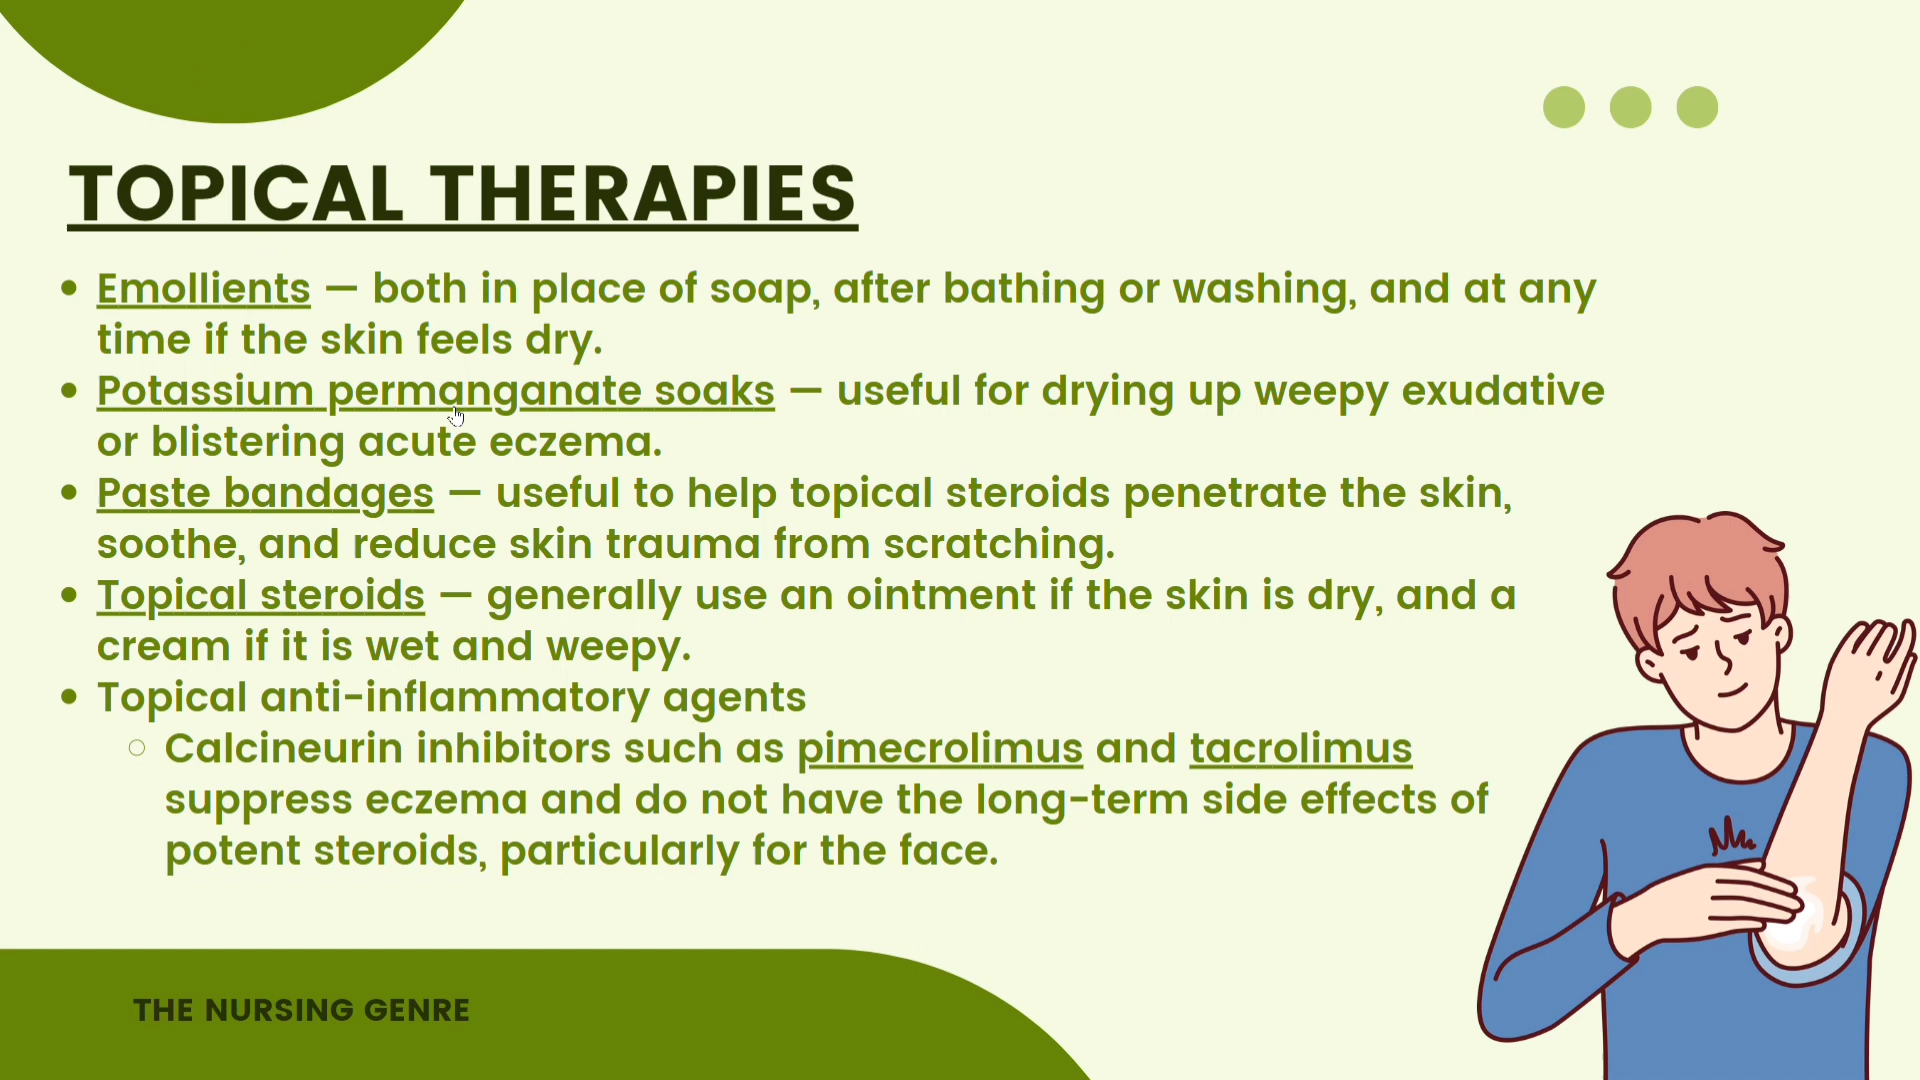 TOPICAL THERAPIES
• Emollients — both in place of soap, after bathing or washing, and at any
time if the skin feels dry.
• Potassium permanganate soaks — useful for drying up weepy exudative
or blistering acute eczema.
• Paste bandages — useful to help topical steroids penetrate the skin,
soothe, and reduce skin trauma from scratching.
• Topical steroids — generally use an ointment if the skin is dry, and a
cream if it is wet and weepy.
• Topical anti-inflammatory agents
○ Calcineurin inhibitors such as pimecrolimus and tacrolimus
suppress eczema and do not have the long-term side effects of
potent steroids, particularly for the face.
THE NURSING GENRE